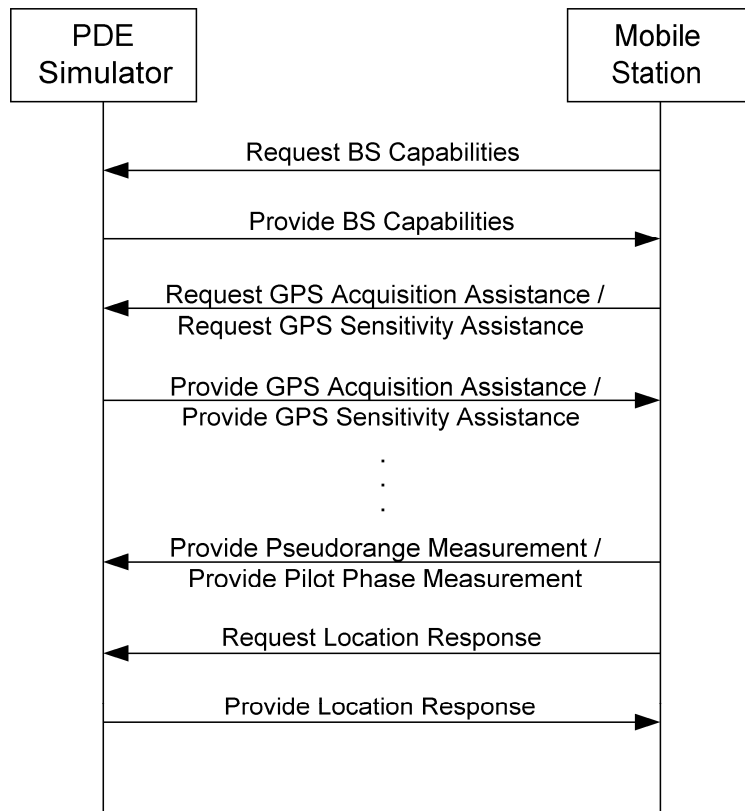 PDE
Simulator
Mobile
Station
Request BS Capabilities
Provide BS Capabilities
Request GPS Acquisition Assistance /
Request GPS Sensitivity Assistance
Provide GPS Acquisition Assistance /
Provide GPS Sensitivity Assistance
.
.
.
Provide Pseudorange Measurement /
Provide Pilot Phase Measurement
Request Location Response
Provide Location Response